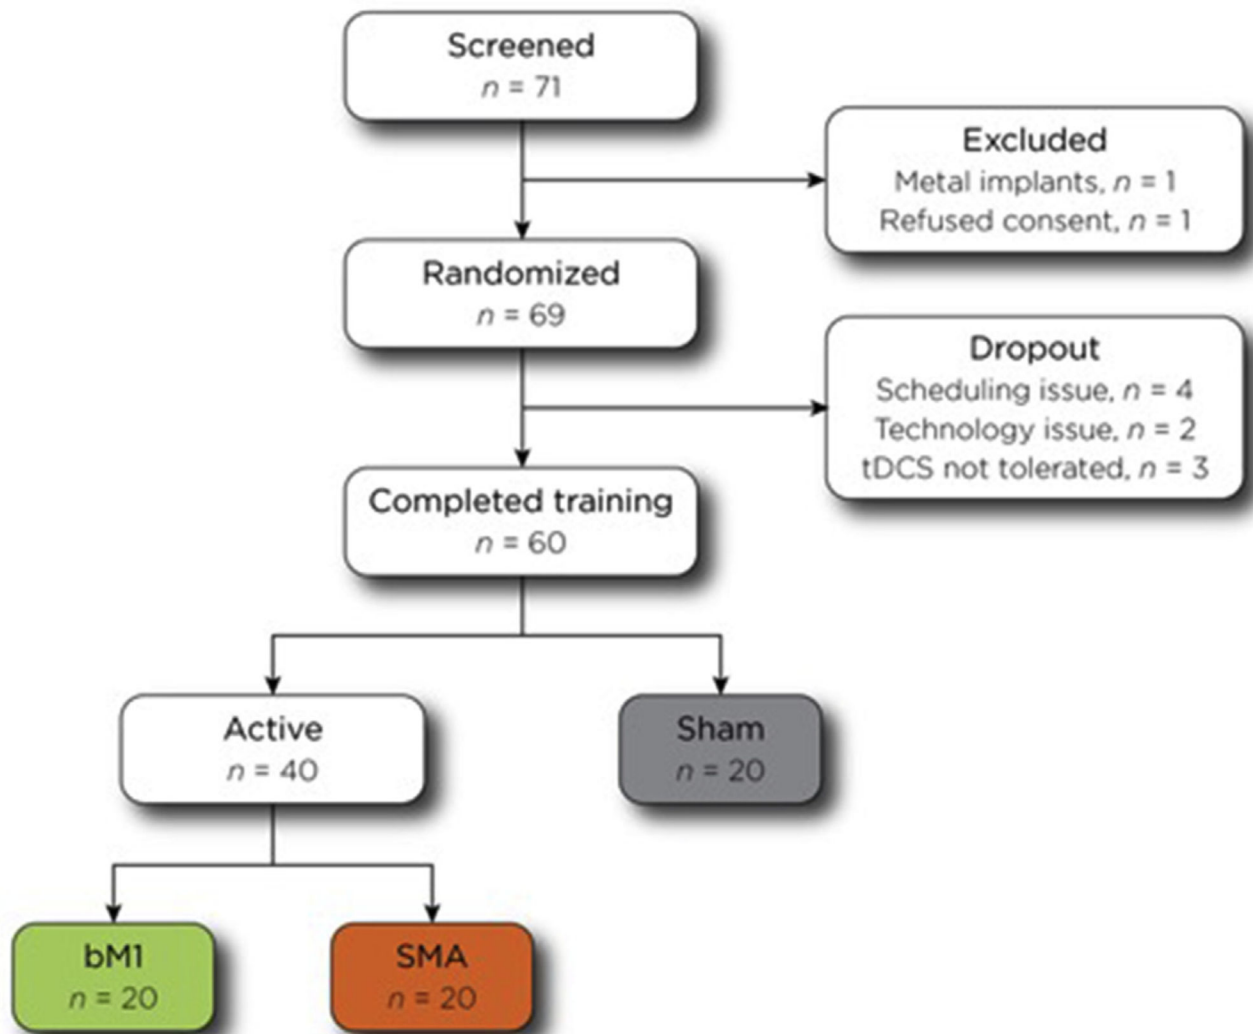 Screened
n = 71
Excluded
Metal implants, n = 1
Refused consent, n = 1
Randomized
n = 69
Dropout
Scheduling issue, n = 4
Technology issue, n = 2
tDCS not tolerated, n = 3
Completed training
n = 60
Active
n = 40
Sham
n = 20
bM1
n = 20
SMA
n = 20